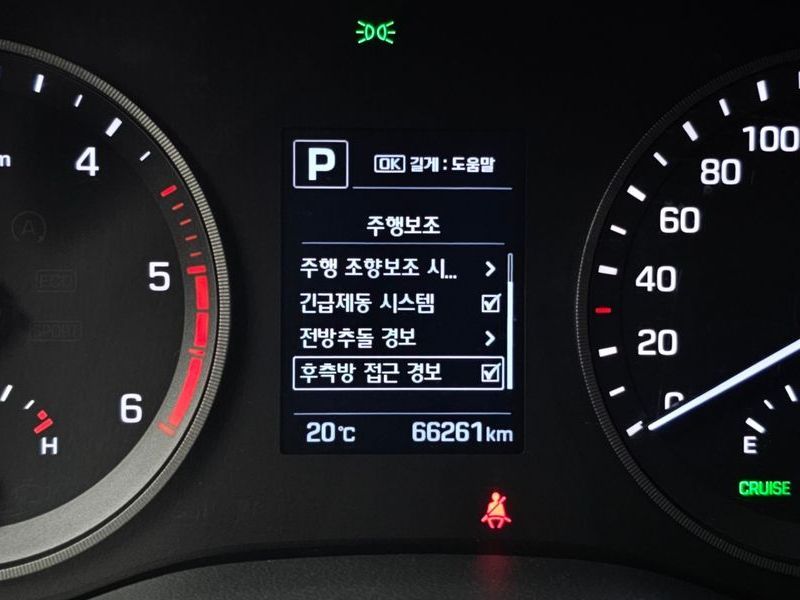 P OK 길게 : 도움말
주행보조
주행 조향보조 시...
긴급제동 시스템
전방추돌 경보
후측방 접근 경보
20℃ 66261km
4
5
6
H
A
ECO
SPORT
100
80
60
40
20
0
E
CRUISE